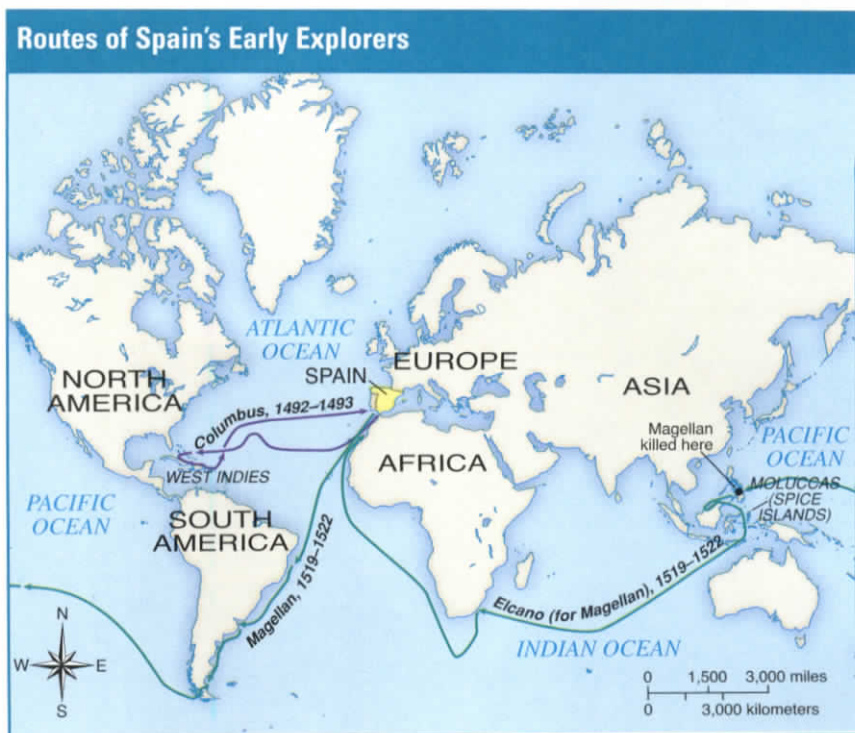 Routes of Spain's Early Explorers
ATLANTIC
OCEAN
EUROPE
SPAIN
NORTH
AMERICA
ASIA
Columbus, 1492–1493
Magellan
killed here
PACIFIC
OCEAN
AFRICA
WEST INDIES
MOLUCCAS
(SPICE
ISLANDS)
PACIFIC
OCEAN
SOUTH
AMERICA
Magellan, 1519–1522
Elcano (for Magellan), 1519–1522
INDIAN OCEAN
N
W E
S
0 1,500 3,000 miles
0 3,000 kilometers